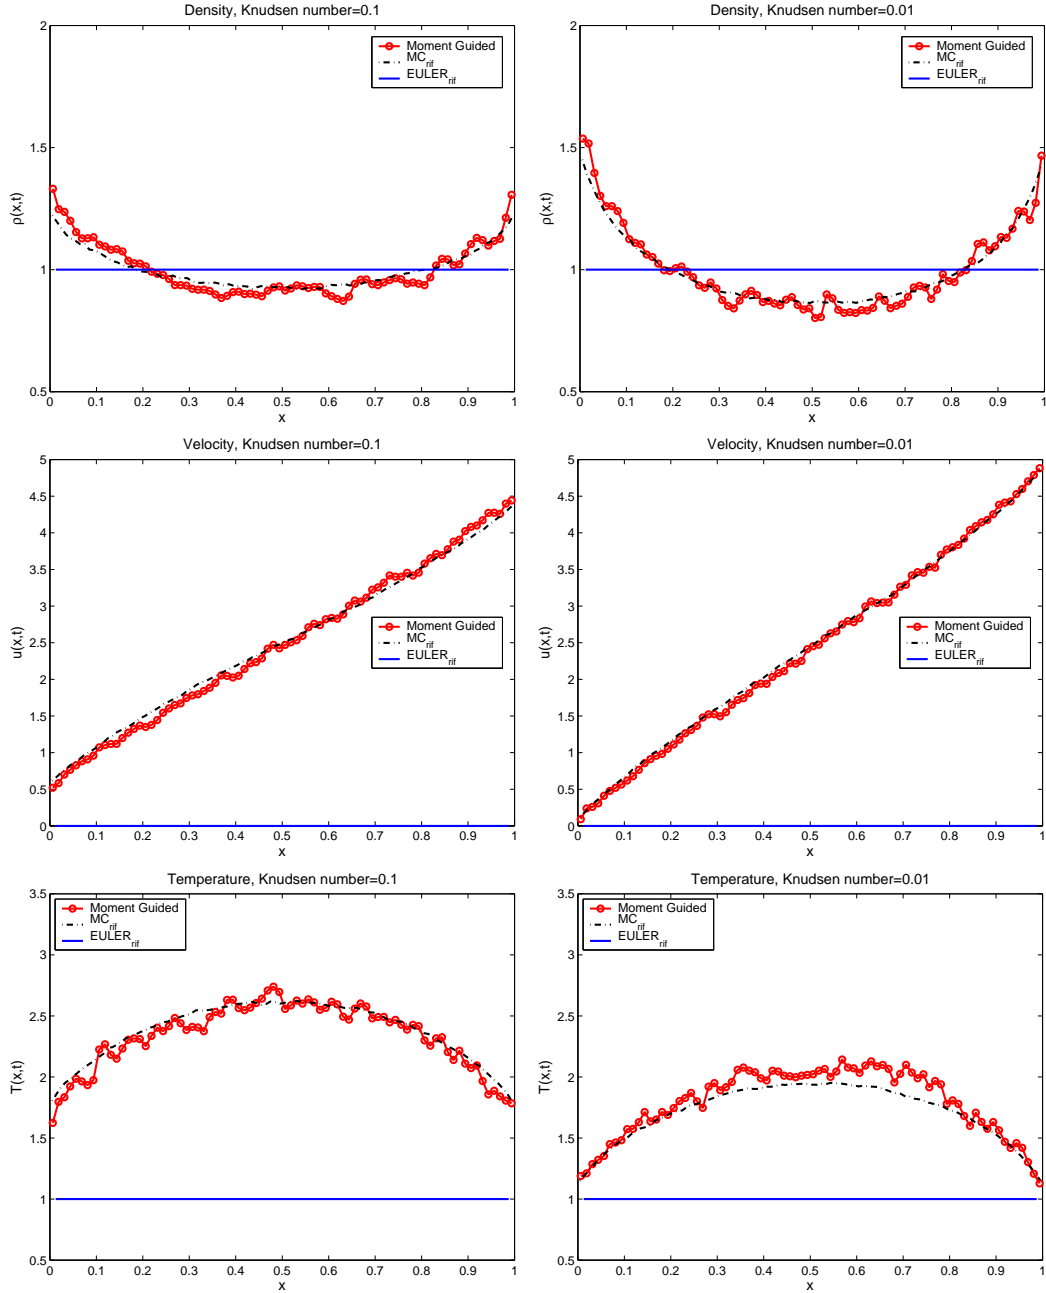 Density, Knudsen number=0.1
2
1.5
1
0.5
ρ(x,t)
Moment Guided
MC_rif
EULER_rif
0 0.1 0.2 0.3 0.4 0.5 0.6 0.7 0.8 0.9 1
x
Density, Knudsen number=0.01
2
1.5
1
0.5
ρ(x,t)
Moment Guided
MC_rif
EULER_rif
0 0.1 0.2 0.3 0.4 0.5 0.6 0.7 0.8 0.9 1
x
Velocity, Knudsen number=0.1
5
4.5
4
3.5
3
2.5
2
1.5
1
0.5
0
u(x,t)
Moment Guided
MC_rif
EULER_rif
0 0.1 0.2 0.3 0.4 0.5 0.6 0.7 0.8 0.9 1
x
Velocity, Knudsen number=0.01
5
4.5
4
3.5
3
2.5
2
1.5
1
0.5
0
u(x,t)
Moment Guided
MC_rif
EULER_rif
0 0.1 0.2 0.3 0.4 0.5 0.6 0.7 0.8 0.9 1
x
Temperature, Knudsen number=0.1
3.5
3
2.5
2
1.5
1
0.5
T(x,t)
Moment Guided
MC_rif
EULER_rif
0 0.1 0.2 0.3 0.4 0.5 0.6 0.7 0.8 0.9 1
x
Temperature, Knudsen number=0.01
3.5
3
2.5
2
1.5
1
0.5
T(x,t)
Moment Guided
MC_rif
EULER_rif
0 0.1 0.2 0.3 0.4 0.5 0.6 0.7 0.8 0.9 1
x